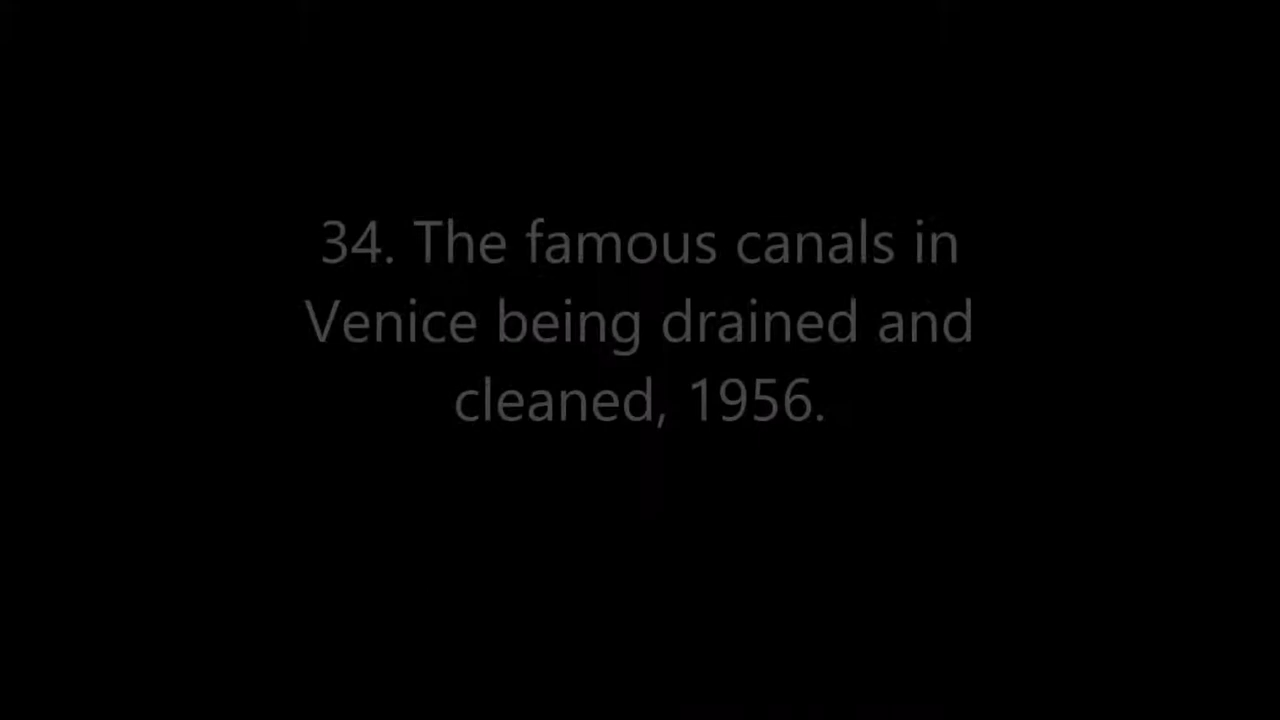 34. The famous canals in
Venice being drained and
cleaned, 1956.